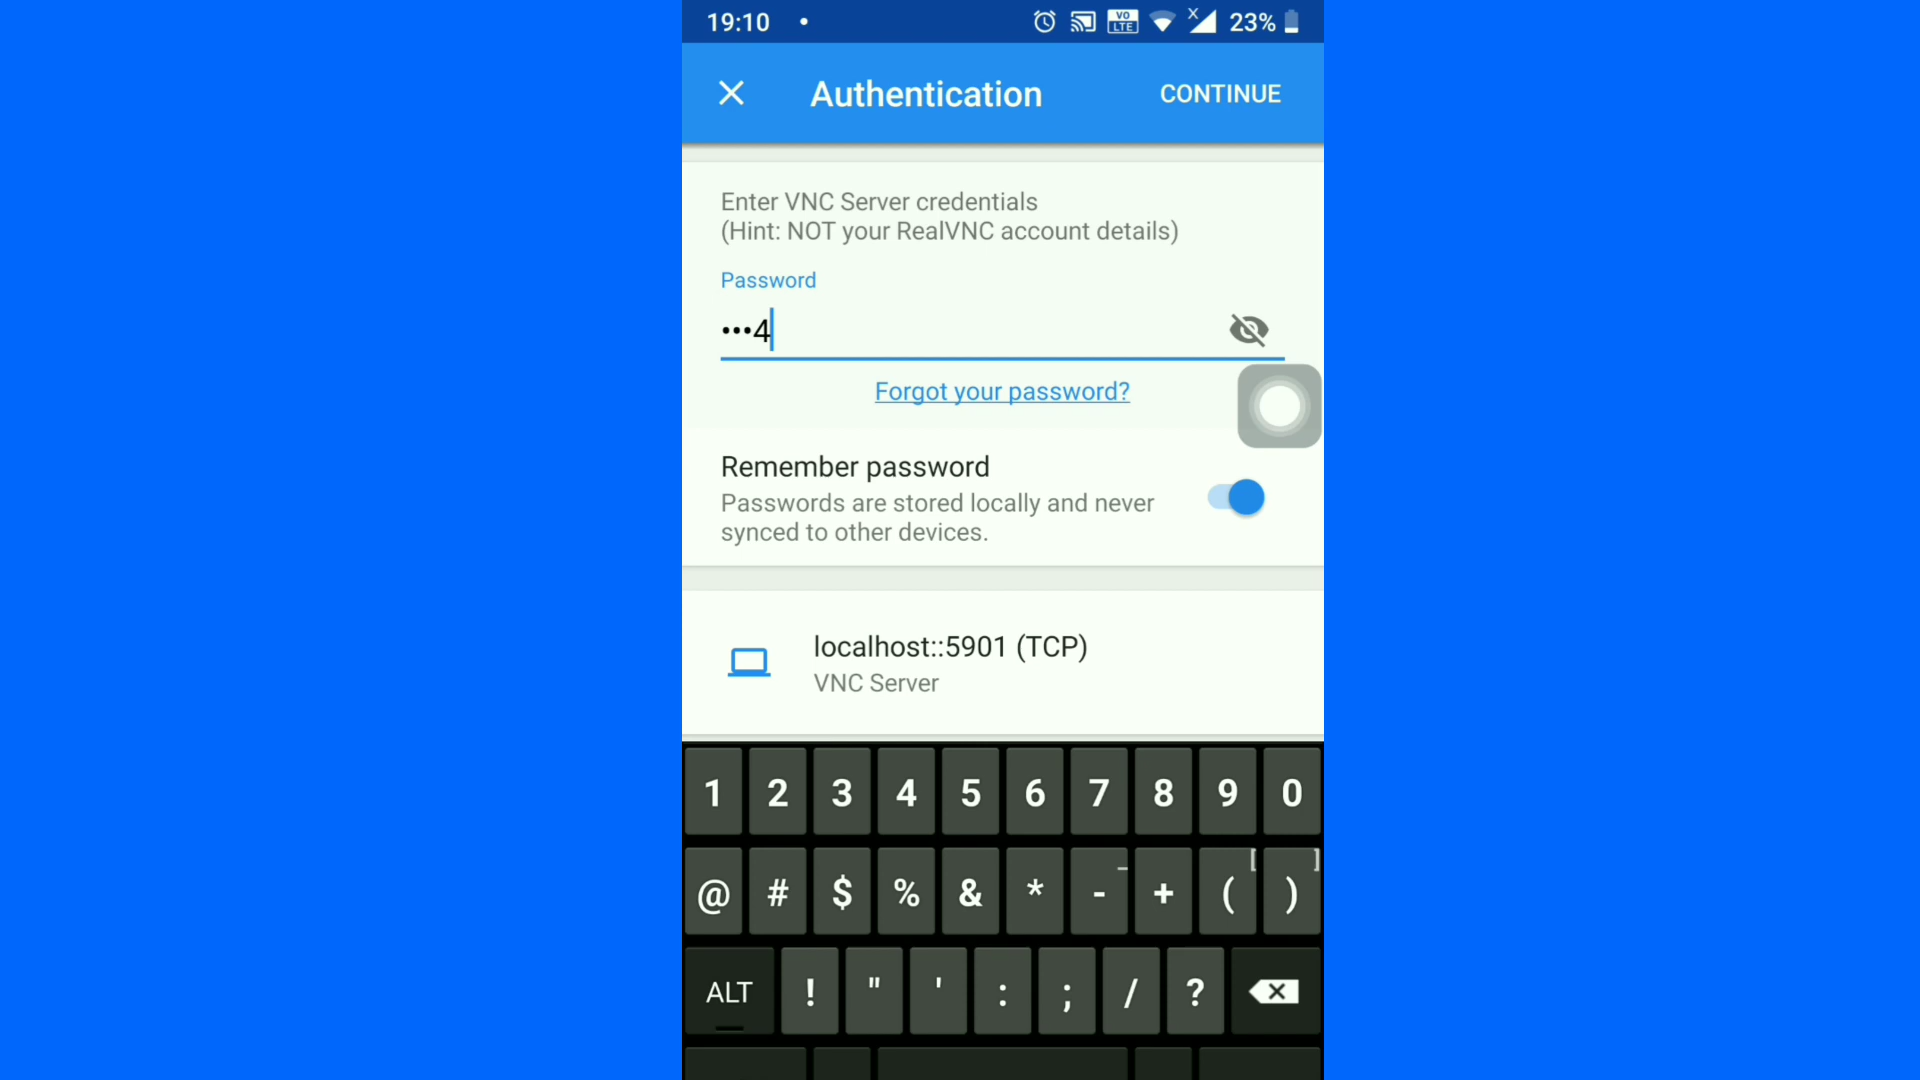 19:10 VO LTE X 23%
Authentication CONTINUE
Enter VNC Server credentials
(Hint: NOT your RealVNC account details)
Password
•••4
Forgot your password?
Remember password
Passwords are stored locally and never
synced to other devices.
localhost::5901 (TCP)
VNC Server
1 2 3 4 5 6 7 8 9 0
@ # $ % & * - _ + ( [ ) ]
ALT ! " ' : ; / ?